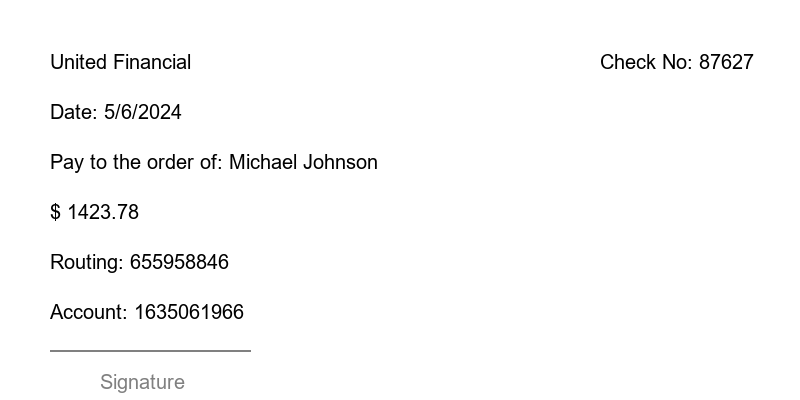 United Financial
Check No: 87627
Date: 5/6/2024
Pay to the order of: Michael Johnson
$ 1423.78
Routing: 655958846
Account: 1635061966
Signature